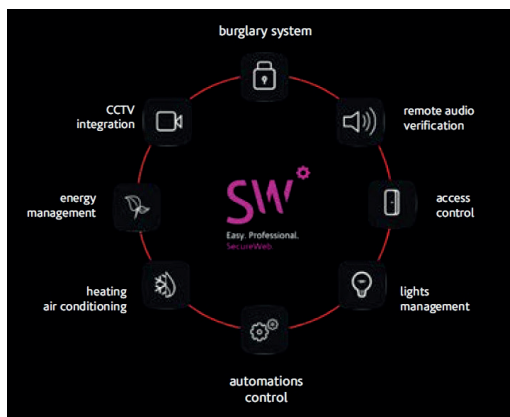 burglary system
CCTV
integration
remote audio
verification
energy
management
SW
Easy. Professional.
SecureWeb.
access
control
heating
air conditioning
lights
management
automations
control